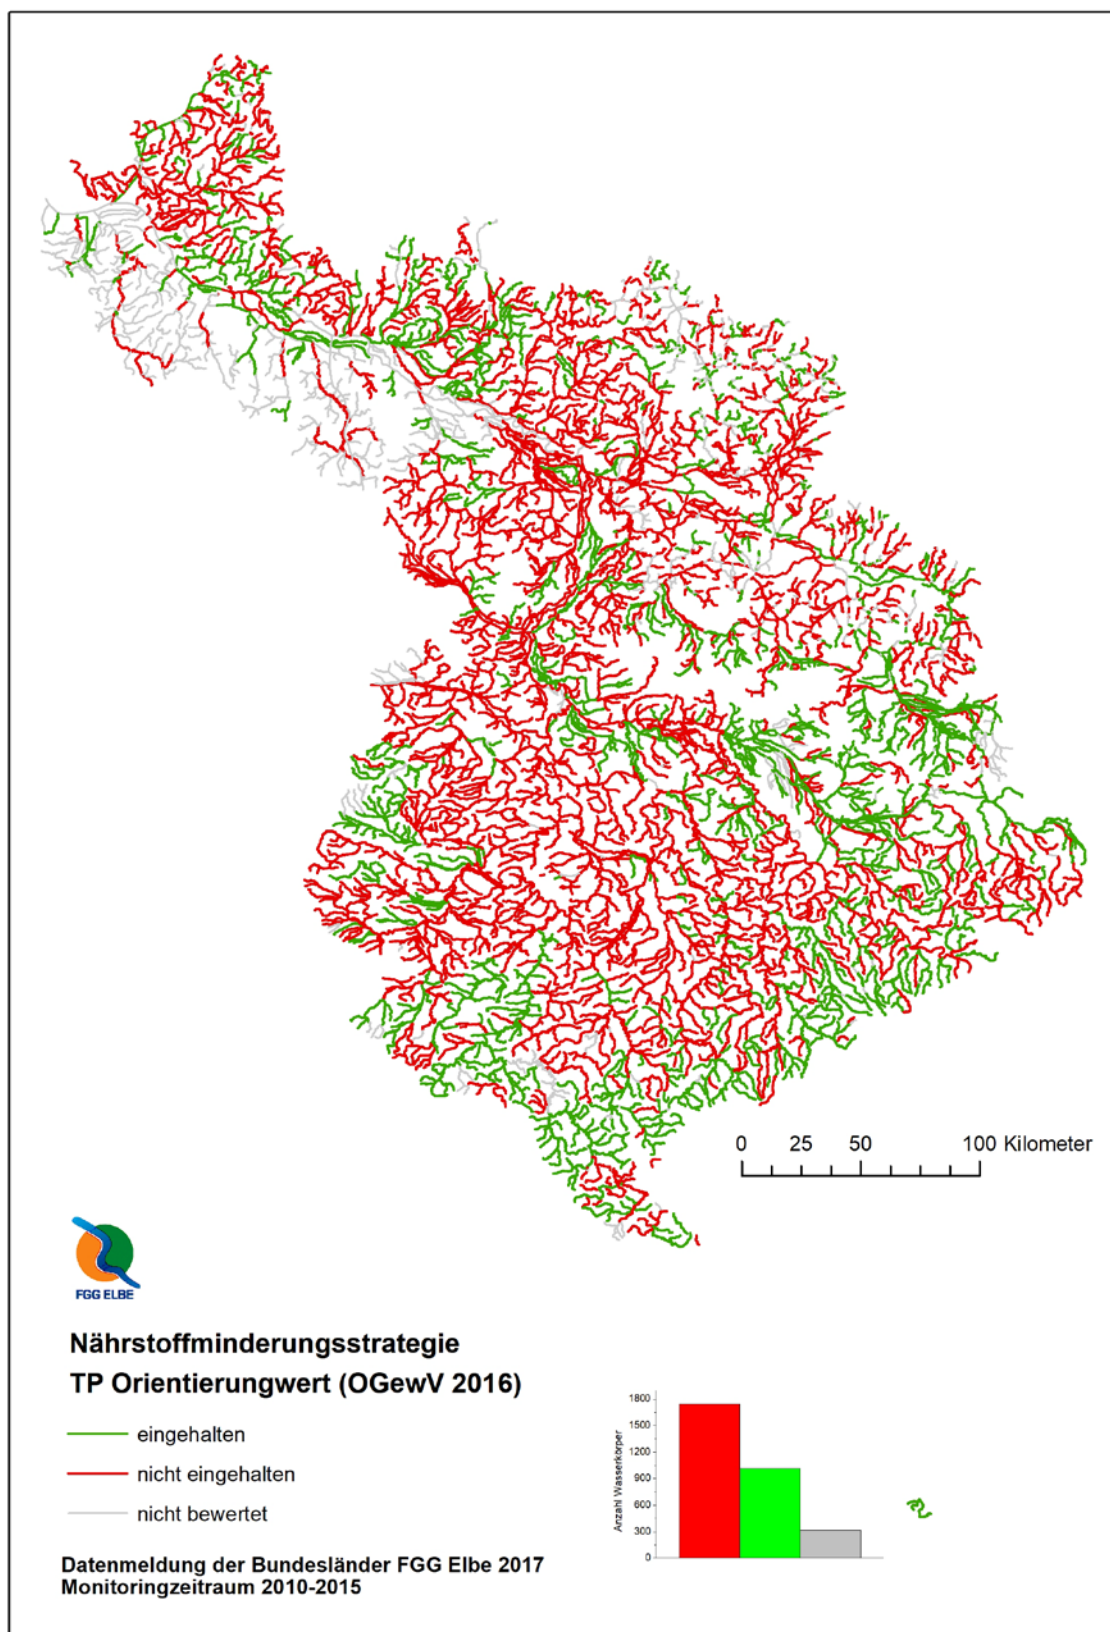 0 25 50 100 Kilometer
FGG ELBE
Nährstoffminderungsstrategie
TP Orientierungwert (OGewV 2016)
eingehalten
nicht eingehalten
nicht bewertet
Datenmeldung der Bundesländer FGG Elbe 2017
Monitoringzeitraum 2010-2015
Anzahl Wasserkörper
1800
1500
1200
900
600
300
0